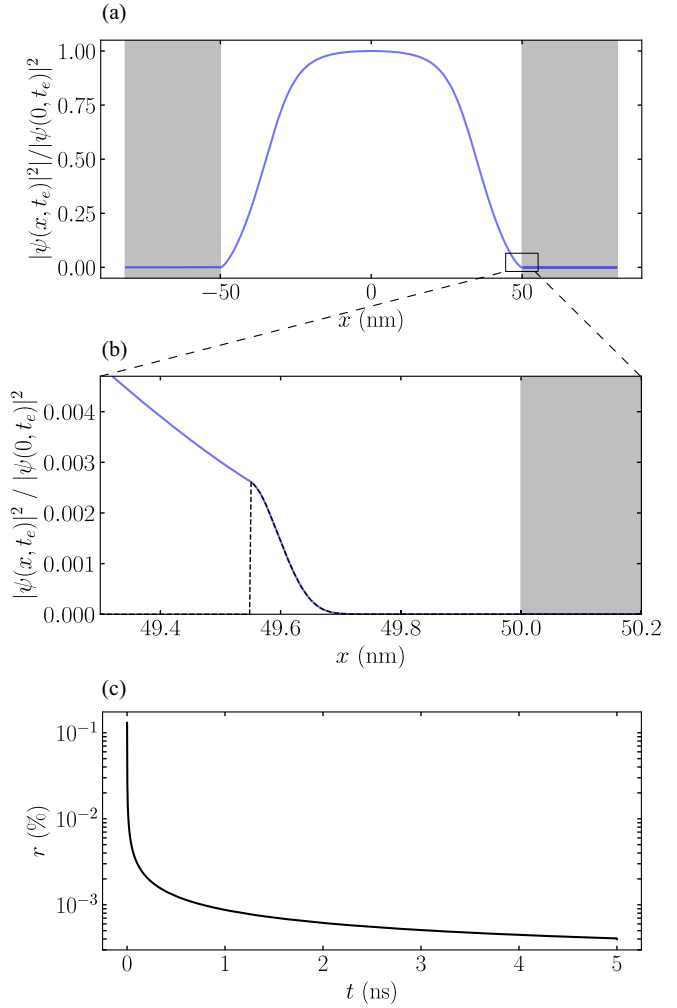 (a)
|ψ(x, t_e)|²|/|ψ(0, t_e)|²
1.00
0.75
0.50
0.25
0.00
−50 0 50
x (nm)
(b)
|ψ(x, t_e)|² / |ψ(0, t_e)|²
0.004
0.003
0.002
0.001
0.000
49.4 49.6 49.8 50.0 50.2
x (nm)
(c)
r (%)
10⁻¹
10⁻²
10⁻³
0 1 2 3 4 5
t (ns)